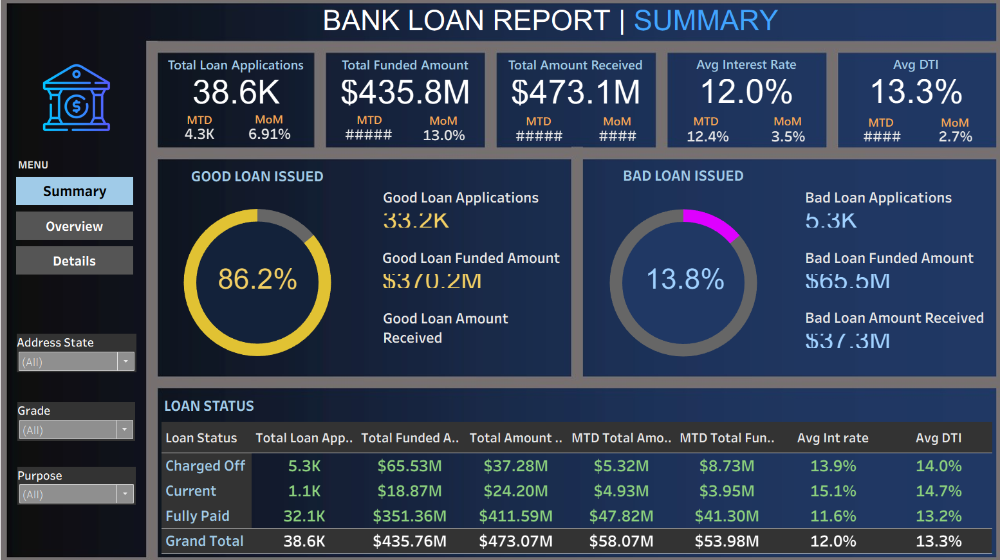 BANK LOAN REPORT | SUMMARY
Total Loan Applications
38.6K
MTD MoM
4.3K 6.91%
Total Funded Amount
$435.8M
MTD MoM
##### 13.0%
Total Amount Received
$473.1M
MTD MoM
##### ####
Avg Interest Rate
12.0%
MTD MoM
12.4% 3.5%
Avg DTI
13.3%
MTD MoM
#### 2.7%
$
MENU
Summary
Overview
Details
Address State
(All)
Grade
(All)
Purpose
(All)
GOOD LOAN ISSUED
86.2%
Good Loan Applications
33.2K
Good Loan Funded Amount
$370.2M
Good Loan Amount
Received
BAD LOAN ISSUED
13.8%
Bad Loan Applications
5.3K
Bad Loan Funded Amount
$65.5M
Bad Loan Amount Received
$37.3M
LOAN STATUS
Loan Status Total Loan App.. Total Funded A.. Total Amount .. MTD Total Amo.. MTD Total Fun.. Avg Int rate Avg DTI
Charged Off 5.3K $65.53M $37.28M $5.32M $8.73M 13.9% 14.0%
Current 1.1K $18.87M $24.20M $4.93M $3.95M 15.1% 14.7%
Fully Paid 32.1K $351.36M $411.59M $47.82M $41.30M 11.6% 13.2%
Grand Total 38.6K $435.76M $473.07M $58.07M $53.98M 12.0% 13.3%